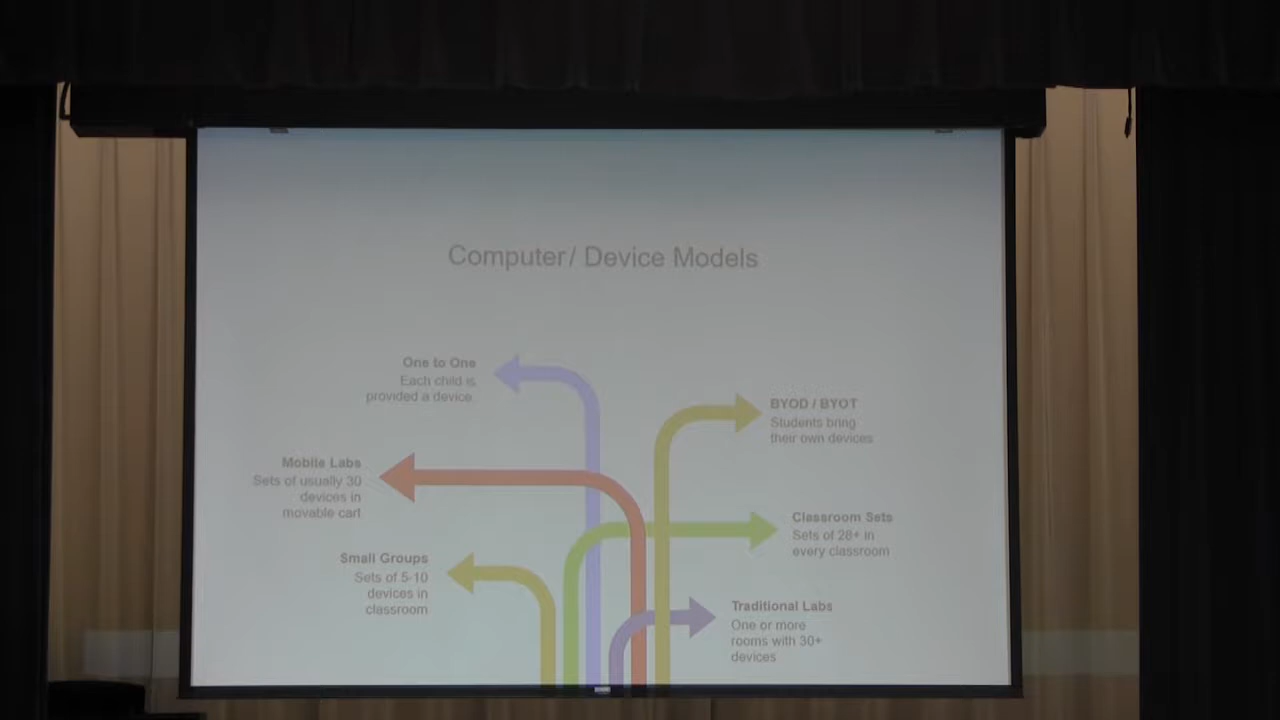 Computer / Device Models
One to One
Each child is
provided a device.
BYOD / BYOT
Students bring
their own devices
Mobile Labs
Sets of usually 30
devices in
movable cart
Classroom Sets
Sets of 28+ in
every classroom
Small Groups
Sets of 5-10
devices in
classroom
Traditional Labs
One or more
rooms with 30+
devices